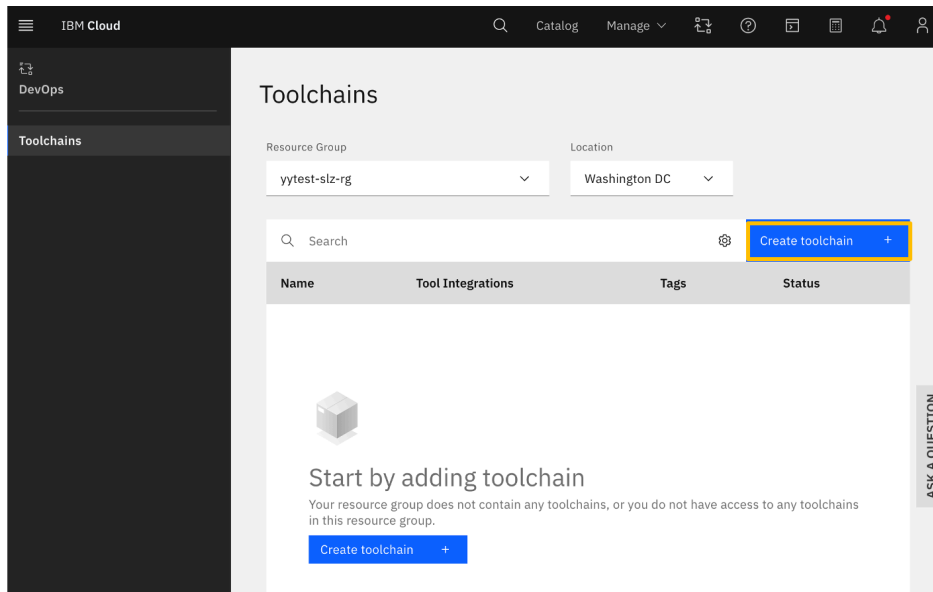 IBM Cloud
Catalog
Manage
DevOps
Toolchains
Toolchains
Resource Group
Location
yytest-slz-rg
Washington DC
Search
Create toolchain +
Name Tool Integrations Tags Status
ASK A QUESTION
Start by adding toolchain
Your resource group does not contain any toolchains, or you do not have access to any toolchains
in this resource group.
Create toolchain +